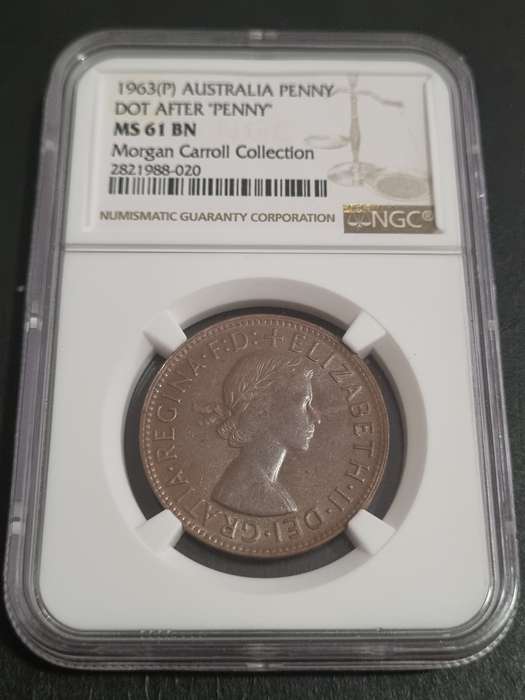 1963(P) AUSTRALIA PENNY
DOT AFTER "PENNY"
MS 61 BN
Morgan Carroll Collection
2821988-020
NUMISMATIC GUARANTY CORPORATION
NGC®
+ELIZABETH·II·DEI·GRATIA·REGINA·F:D: